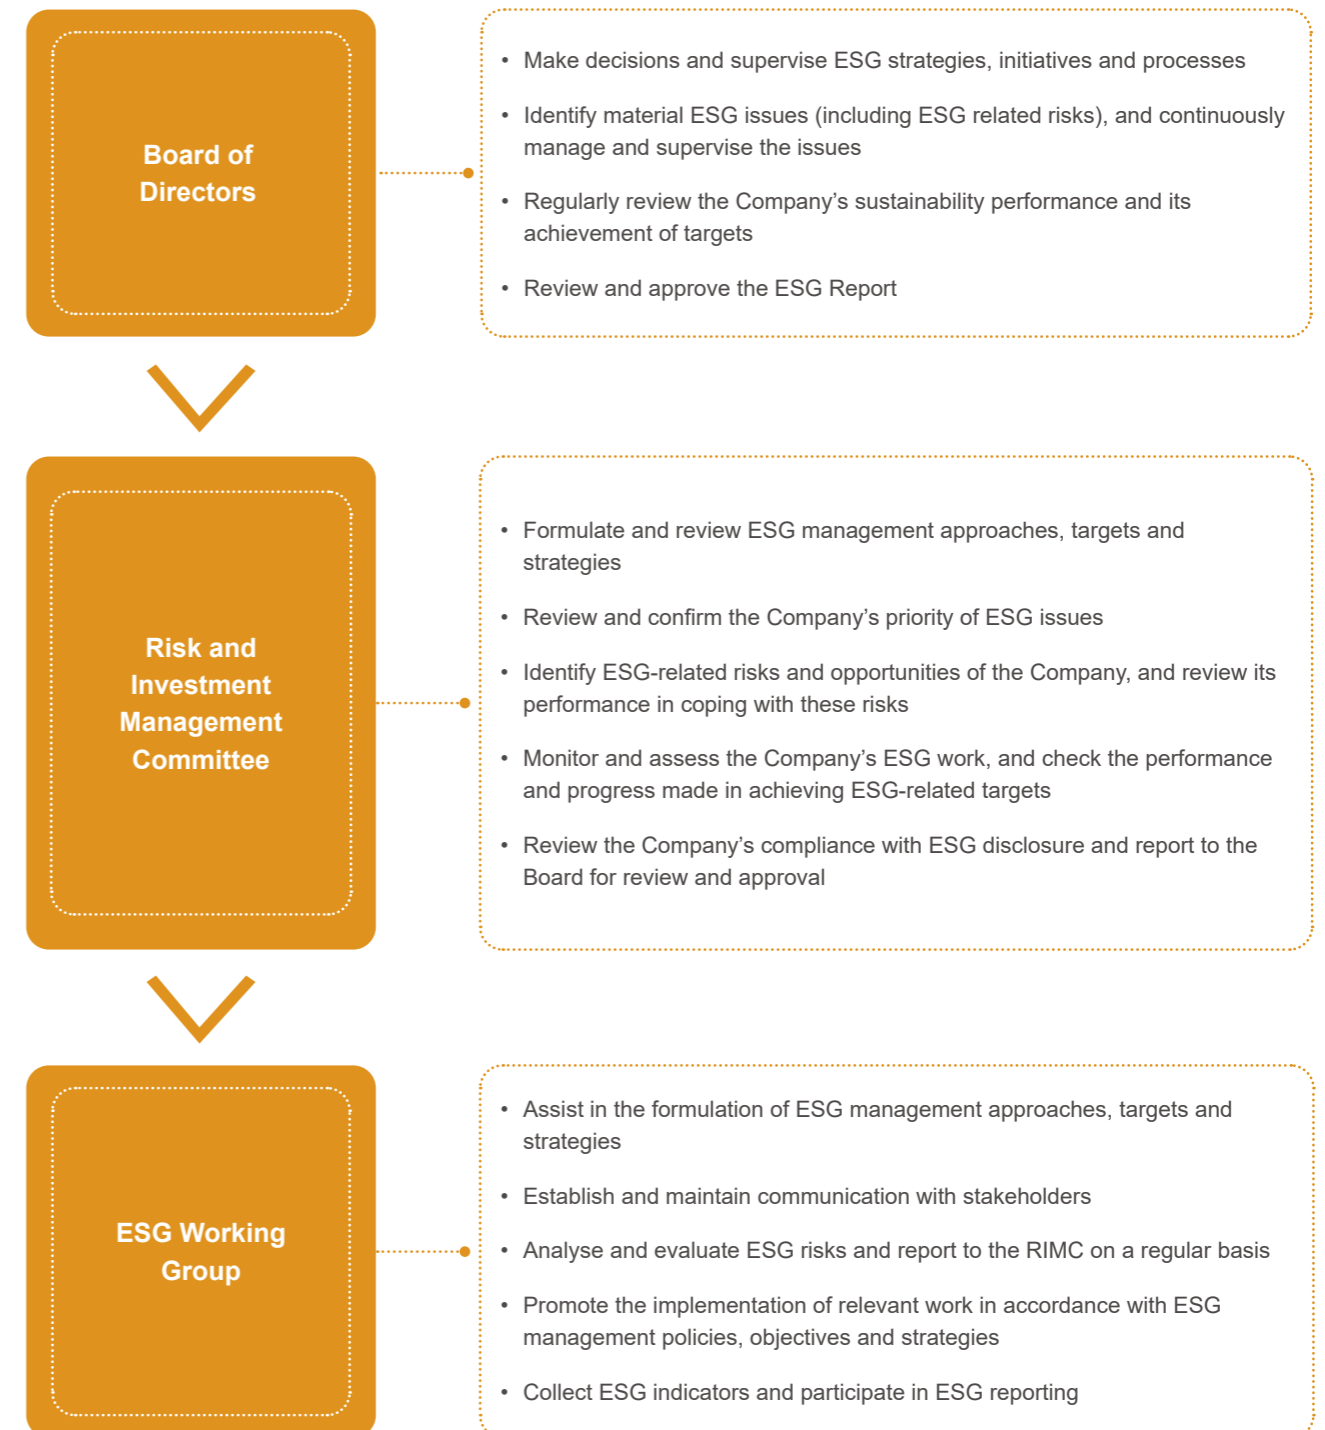 Board of
Directors
• Make decisions and supervise ESG strategies, initiatives and processes
• Identify material ESG issues (including ESG related risks), and continuously
manage and supervise the issues
• Regularly review the Company’s sustainability performance and its
achievement of targets
• Review and approve the ESG Report
Risk and
Investment
Management
Committee
• Formulate and review ESG management approaches, targets and
strategies
• Review and confirm the Company’s priority of ESG issues
• Identify ESG-related risks and opportunities of the Company, and review its
performance in coping with these risks
• Monitor and assess the Company’s ESG work, and check the performance
and progress made in achieving ESG-related targets
• Review the Company’s compliance with ESG disclosure and report to the
Board for review and approval
ESG Working
Group
• Assist in the formulation of ESG management approaches, targets and
strategies
• Establish and maintain communication with stakeholders
• Analyse and evaluate ESG risks and report to the RIMC on a regular basis
• Promote the implementation of relevant work in accordance with ESG
management policies, objectives and strategies
• Collect ESG indicators and participate in ESG reporting